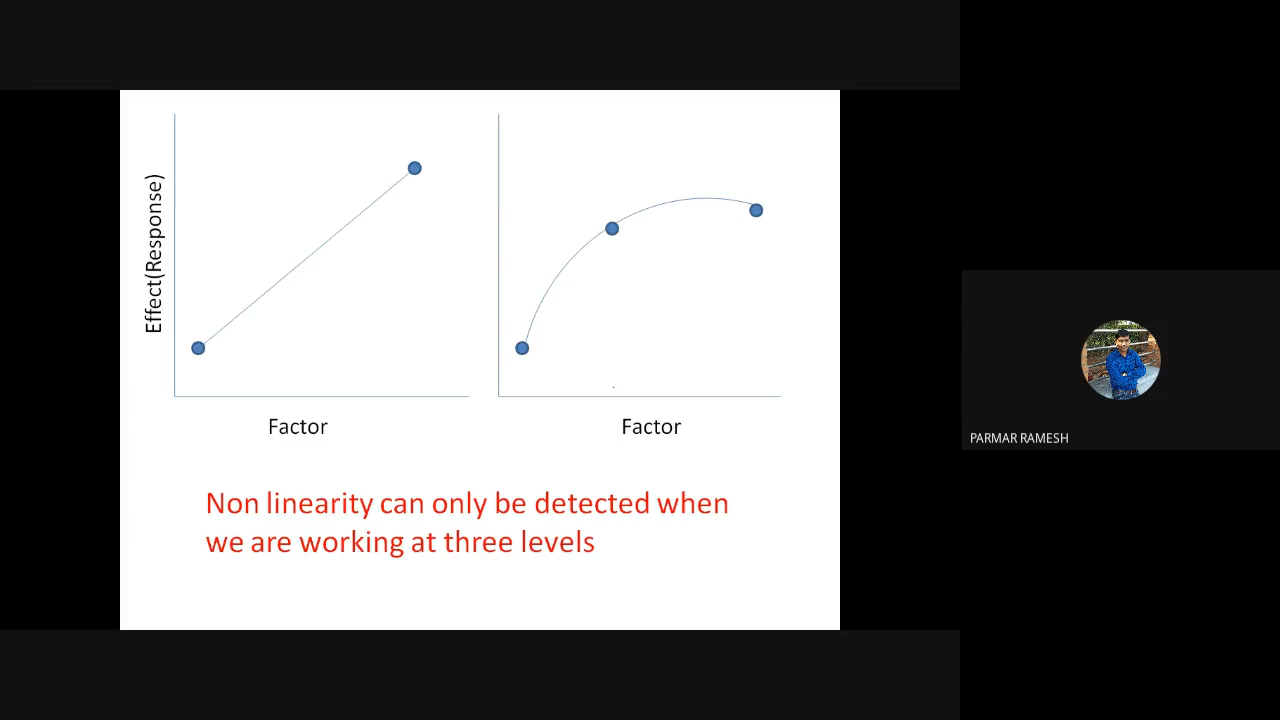 Effect(Response)
Factor
Factor
Non linearity can only be detected when
we are working at three levels
PARMAR RAMESH